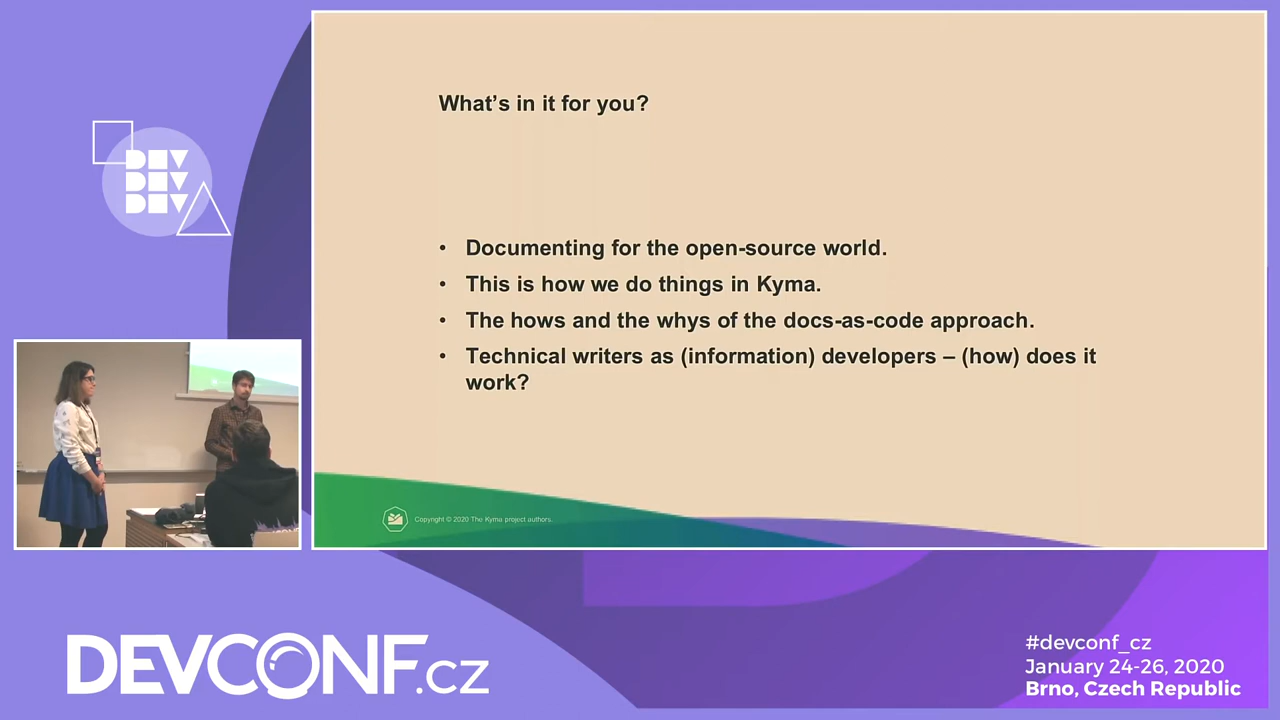 DEV
DEV
DEV
What's in it for you?
• Documenting for the open-source world.
• This is how we do things in Kyma.
• The hows and the whys of the docs-as-code approach.
• Technical writers as (information) developers – (how) does it
work?
Copyright © 2020 The Kyma project authors.
DEVCONF.cz
#devconf_cz
January 24-26, 2020
Brno, Czech Republic